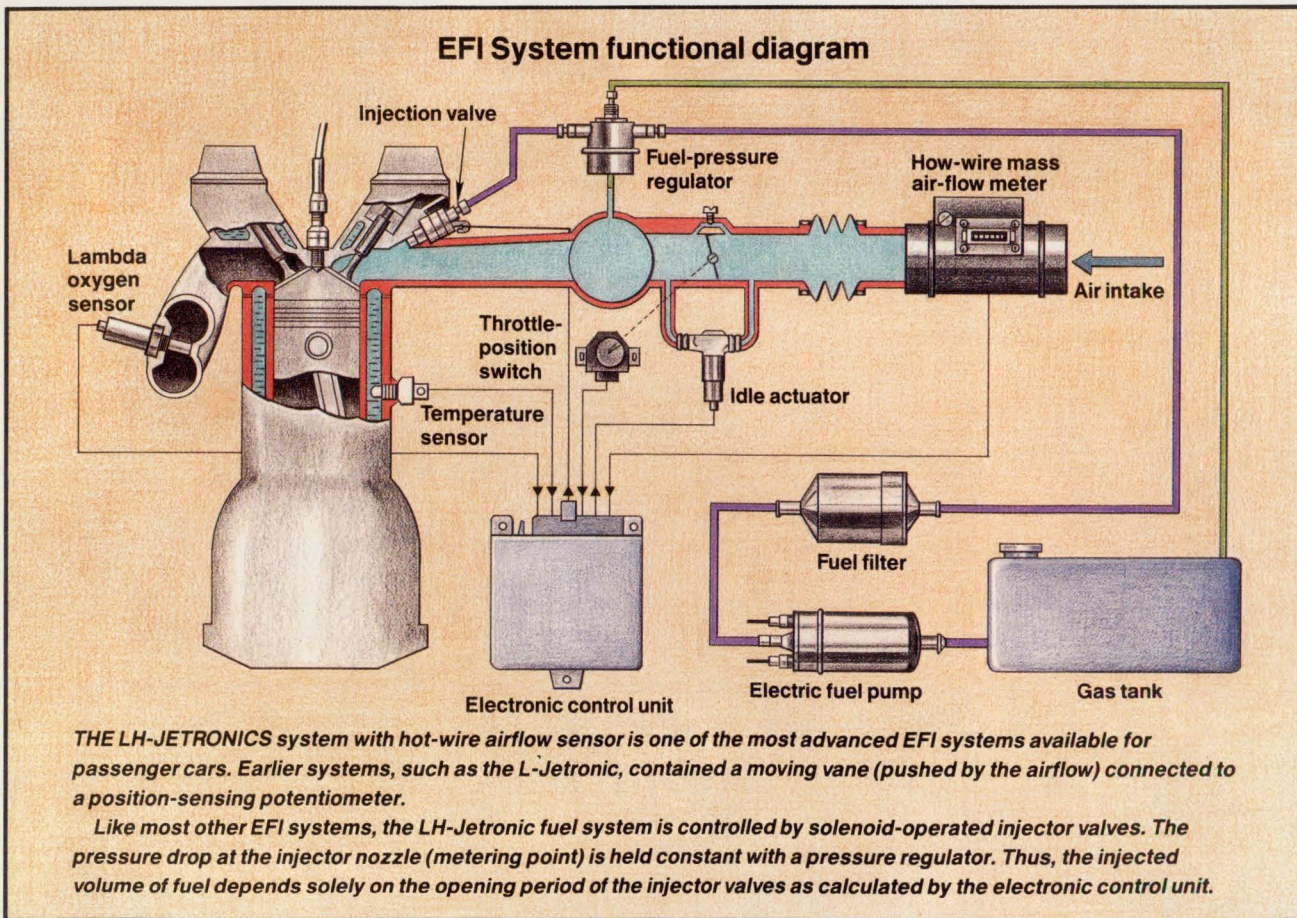 EFI System functional diagram
Injection valve
Fuel-pressure
regulator
How-wire mass
air-flow meter
Lambda
oxygen
sensor
Air intake
Throttle-
position
switch
Idle actuator
Temperature
sensor
Fuel filter
Electric fuel pump
Gas tank
Electronic control unit
THE LH-JETRONICS system with hot-wire airflow sensor is one of the most advanced EFI systems available for
passenger cars. Earlier systems, such as the L-Jetronic, contained a moving vane (pushed by the airflow) connected to
a position-sensing potentiometer.
Like most other EFI systems, the LH-Jetronic fuel system is controlled by solenoid-operated injector valves. The
pressure drop at the injector nozzle (metering point) is held constant with a pressure regulator. Thus, the injected
volume of fuel depends solely on the opening period of the injector valves as calculated by the electronic control unit.